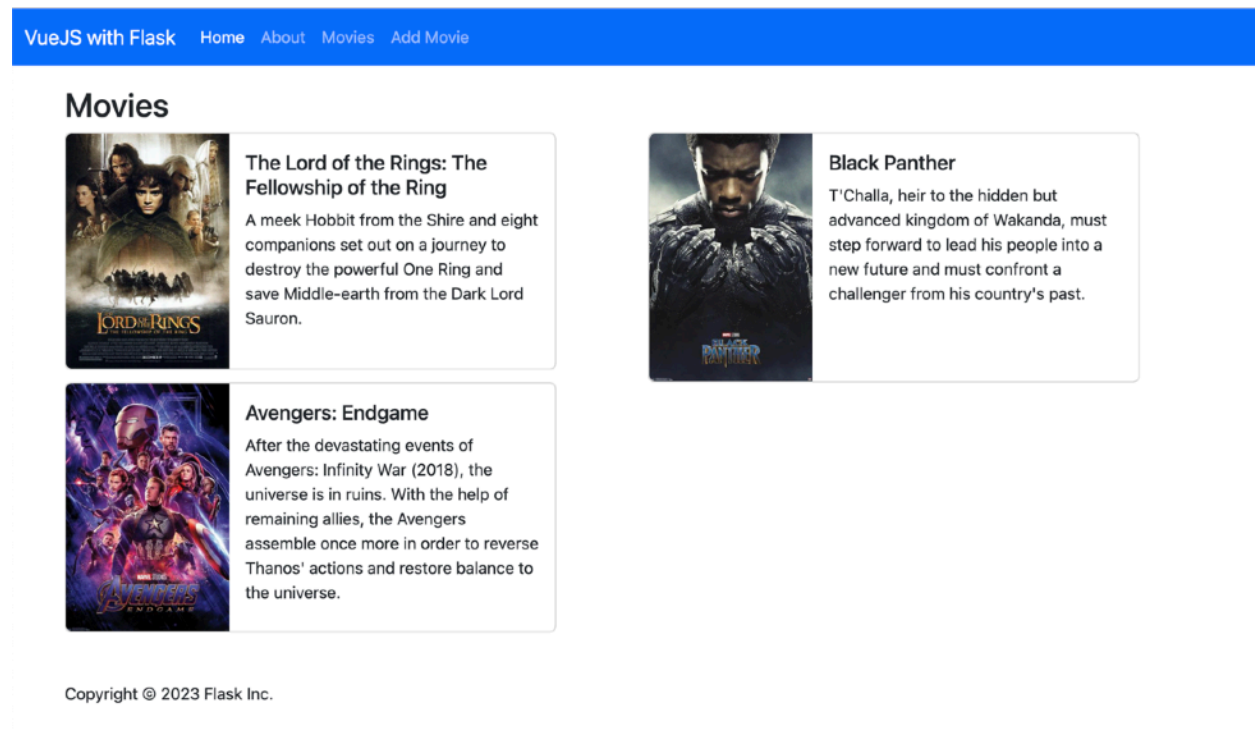 VueJS with Flask Home About Movies Add Movie
Movies
The Lord of the Rings: The
Fellowship of the Ring
A meek Hobbit from the Shire and eight
companions set out on a journey to
destroy the powerful One Ring and
save Middle-earth from the Dark Lord
Sauron.
LORD OF THE RINGS
THE FELLOWSHIP OF THE RING
Black Panther
T'Challa, heir to the hidden but
advanced kingdom of Wakanda, must
step forward to lead his people into a
new future and must confront a
challenger from his country's past.
BLACK
PANTHER
Avengers: Endgame
After the devastating events of
Avengers: Infinity War (2018), the
universe is in ruins. With the help of
remaining allies, the Avengers
assemble once more in order to reverse
Thanos' actions and restore balance to
the universe.
AVENGERS
ENDGAME
Copyright © 2023 Flask Inc.